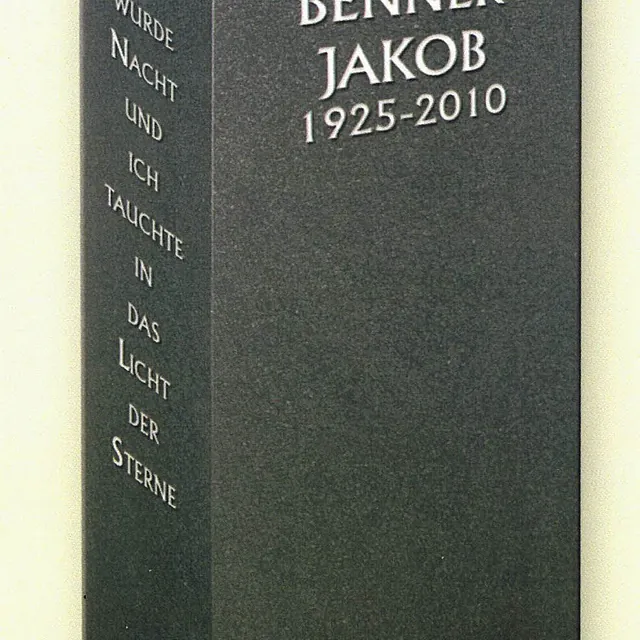 WURDE
NACHT
UND
ICH
TAUCHTE
IN
DAS
LICHT
DER
STERNE
BENNER
JAKOB
1925-2010